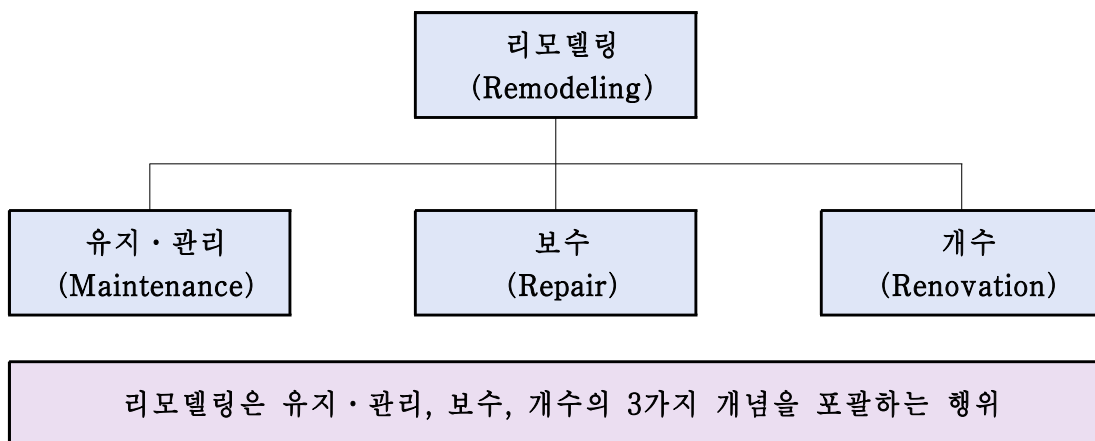 리모델링
(Remodeling)
유지·관리
(Maintenance)
보수
(Repair)
개수
(Renovation)
리모델링은 유지·관리, 보수, 개수의 3가지 개념을 포괄하는 행위